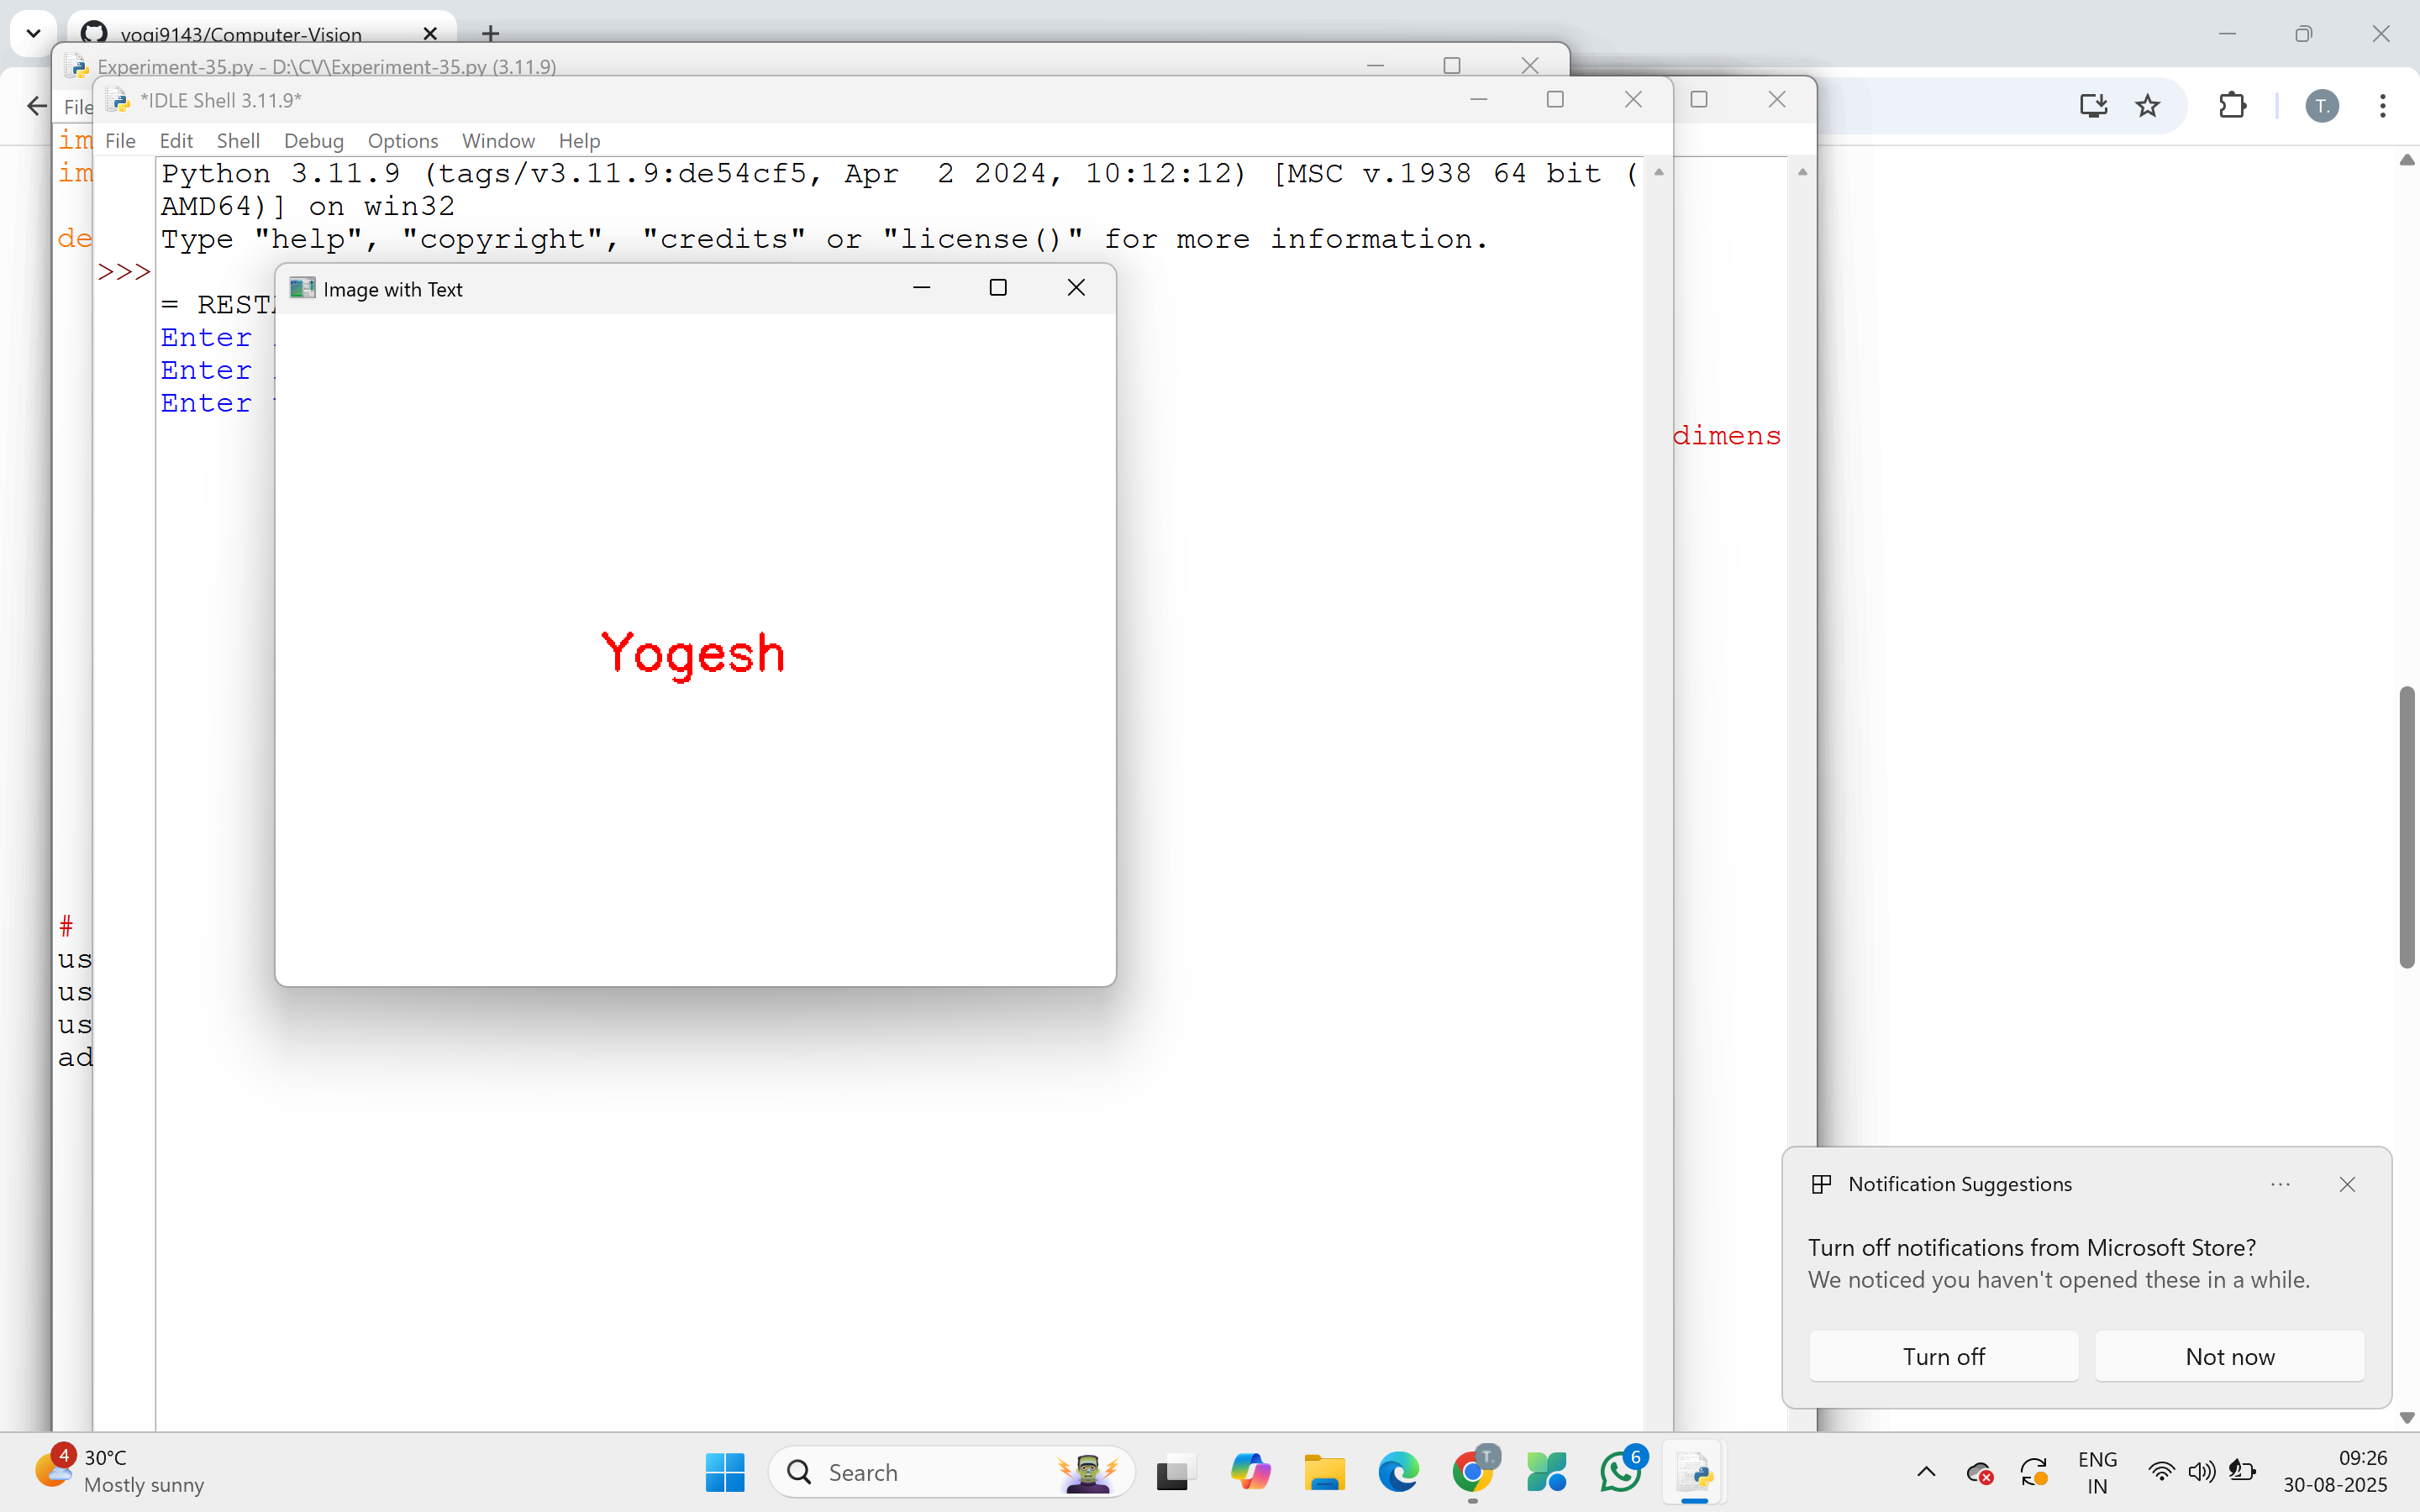 yogi9143/Computer-Vision
Experiment-35.py - D:\CV\Experiment-35.py (3.11.9)
File
*IDLE Shell 3.11.9*
File Edit Shell Debug Options Window Help
im
im
de
#
us
us
us
ad
Python 3.11.9 (tags/v3.11.9:de54cf5, Apr  2 2024, 10:12:12) [MSC v.1938 64 bit (
AMD64)] on win32
Type "help", "copyright", "credits" or "license()" for more information.
>>>
= REST
Enter
Enter
Enter
dimens
Image with Text
Yogesh
T.
Notification Suggestions
Turn off notifications from Microsoft Store?
We noticed you haven't opened these in a while.
Turn off
Not now
4
30°C
Mostly sunny
Search
T.
6
ENG
IN
09:26
30-08-2025